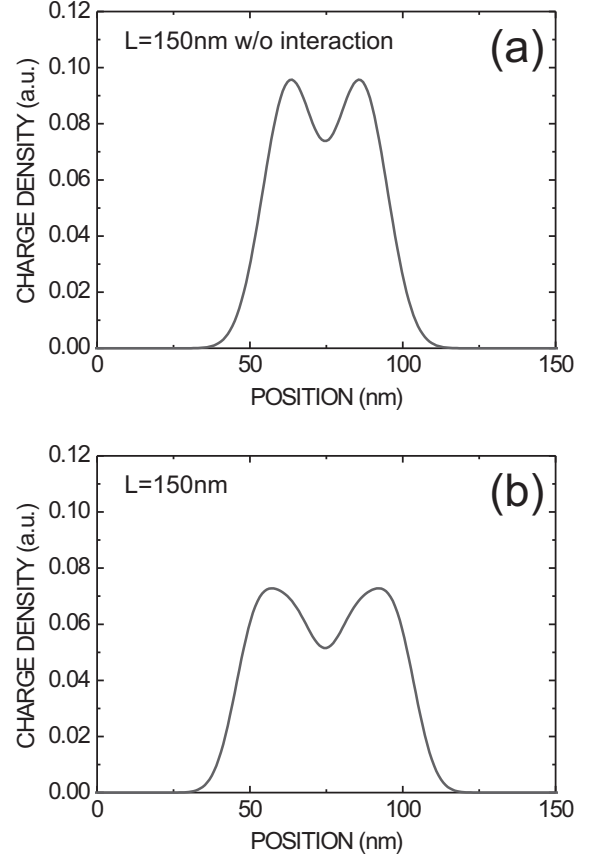 L=150nm w/o interaction
(a)
CHARGE DENSITY (a.u.)
0.12
0.10
0.08
0.06
0.04
0.02
0.00
0
50
100
150
POSITION (nm)
L=150nm
(b)
CHARGE DENSITY (a.u.)
0.12
0.10
0.08
0.06
0.04
0.02
0.00
0
50
100
150
POSITION (nm)